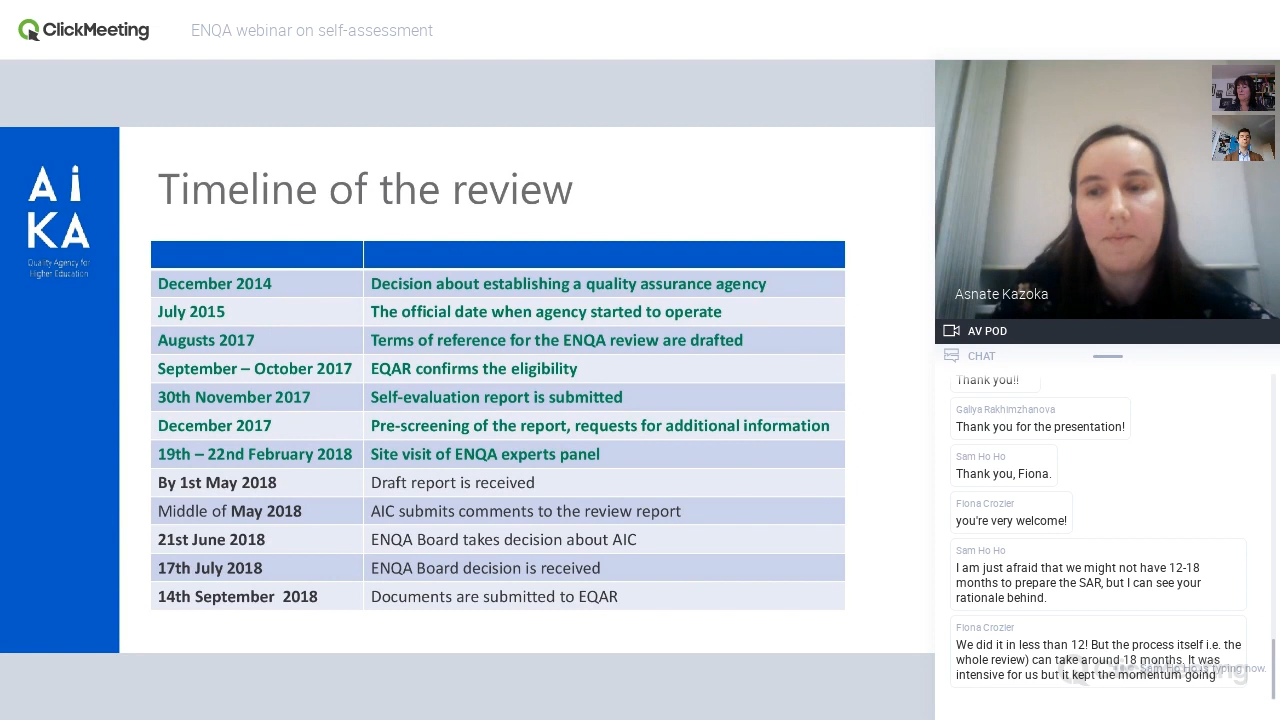 ClickMeeting
ENQA webinar on self-assessment
AiKA
Quality Agency for
Higher Education
Timeline of the review
December 2014 Decision about establishing a quality assurance agency
July 2015 The official date when agency started to operate
Augusts 2017 Terms of reference for the ENQA review are drafted
September – October 2017 EQAR confirms the eligibility
30th November 2017 Self-evaluation report is submitted
December 2017 Pre-screening of the report, requests for additional information
19th – 22nd February 2018 Site visit of ENQA experts panel
By 1st May 2018 Draft report is received
Middle of May 2018 AIC submits comments to the review report
21st June 2018 ENQA Board takes decision about AIC
17th July 2018 ENQA Board decision is received
14th September 2018 Documents are submitted to EQAR
Asnate Kazoka
AV POD
CHAT
Thank you!!
Galiya Rakhimzhanova
Thank you for the presentation!
Sam Ho Ho
Thank you, Fiona.
Fiona Crozier
you're very welcome!
Sam Ho Ho
I am just afraid that we might not have 12-18
months to prepare the SAR, but I can see your
rationale behind.
Fiona Crozier
We did it in less than 12! But the process itself i.e. the
whole review) can take around 18 months. It was
intensive for us but it kept the momentum going
Sam Ho Ho is typing now.
ClickMeeting